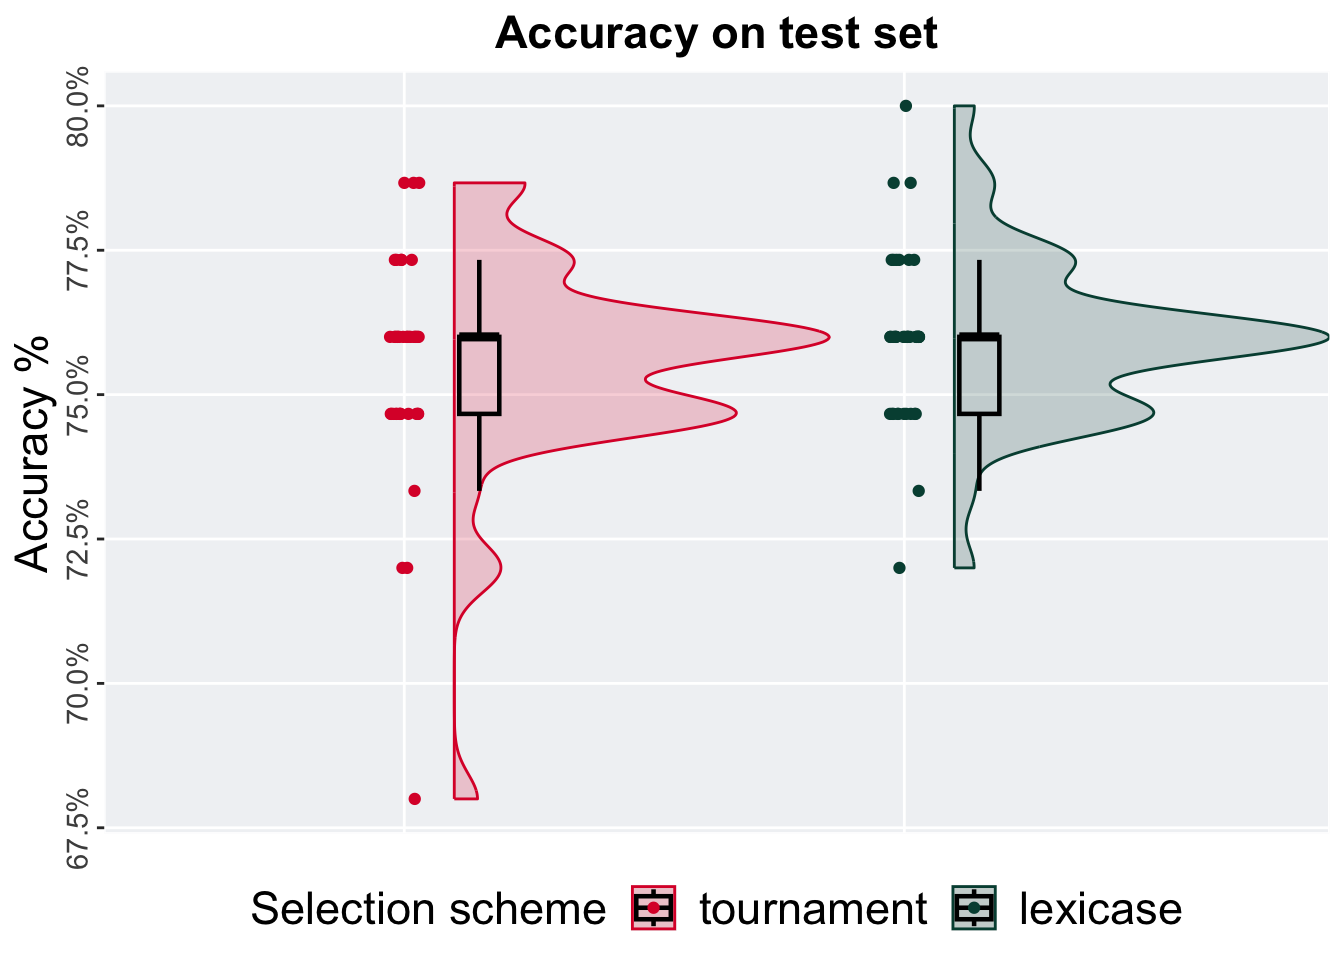 Accuracy on test set
Accuracy %
80.0%
77.5%
75.0%
72.5%
70.0%
67.5%
Selection scheme tournament lexicase